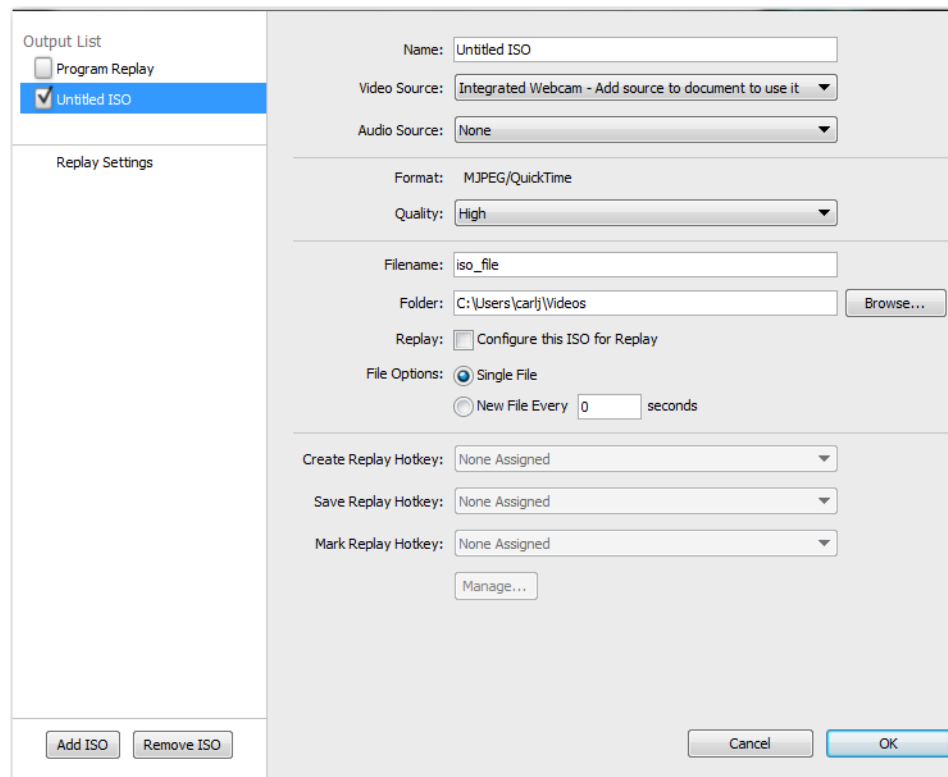 Output List
Program Replay
Untitled ISO
Replay Settings
Add ISO
Remove ISO
Name: Untitled ISO
Video Source: Integrated Webcam - Add source to document to use it
Audio Source: None
Format: MJPEG/QuickTime
Quality: High
Filename: iso_file
Folder: C:\Users\carlj\Videos Browse...
Replay: Configure this ISO for Replay
File Options: Single File
New File Every 0 seconds
Create Replay Hotkey: None Assigned
Save Replay Hotkey: None Assigned
Mark Replay Hotkey: None Assigned
Manage...
Cancel OK